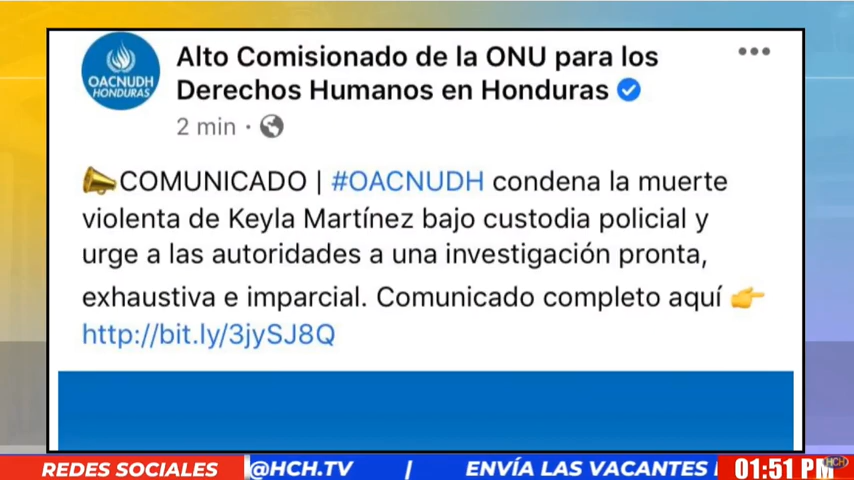 OACNUDH
HONDURAS
Alto Comisionado de la ONU para los
Derechos Humanos en Honduras
2 min ·
COMUNICADO | #OACNUDH condena la muerte
violenta de Keyla Martínez bajo custodia policial y
urge a las autoridades a una investigación pronta,
exhaustiva e imparcial. Comunicado completo aquí
http://bit.ly/3jySJ8Q
REDES SOCIALES @HCH.TV | ENVÍA LAS VACANTES 01:51 PM HCH